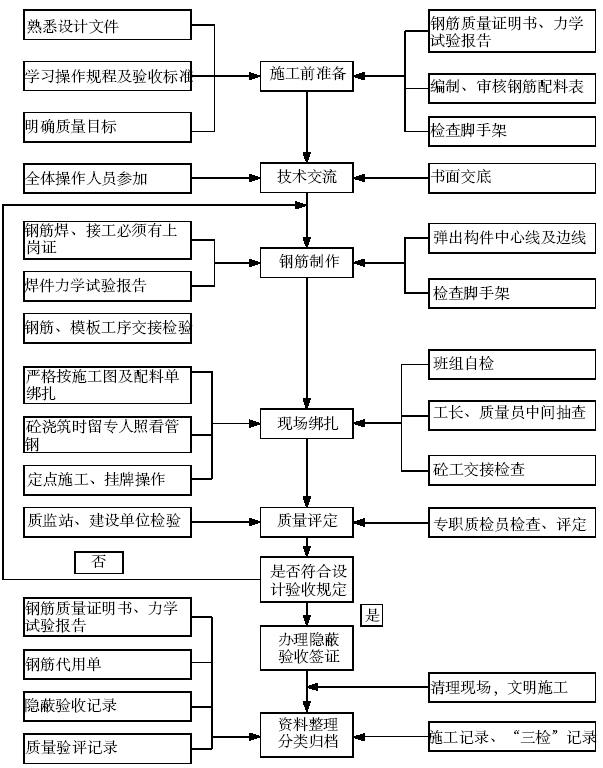 熟悉设计文件
钢筋质量证明书、力学
试验报告
学习操作规程及验收标准
施工前准备
编制、审核钢筋配料表
明确质量目标
检查脚手架
全体操作人员参加
技术交流
书面交底
钢筋焊、接工必须有上
岗证
弹出构件中心线及边线
钢筋制作
焊件力学试验报告
检查脚手架
钢筋、模板工序交接检验
班组自检
严格按施工图及配料单
绑扎
工长、质量员中间抽查
砼浇筑时留专人照看管
钢
现场绑扎
砼工交接检查
定点施工、挂牌操作
质监站、建设单位检验
质量评定
专职质检员检查、评定
否
是否符合设
计验收规定
是
钢筋质量证明书、力学
试验报告
办理隐蔽
验收签证
钢筋代用单
清理现场，文明施工
隐蔽验收记录
资料整理
分类归档
施工记录、“三检”记录
质量验评记录